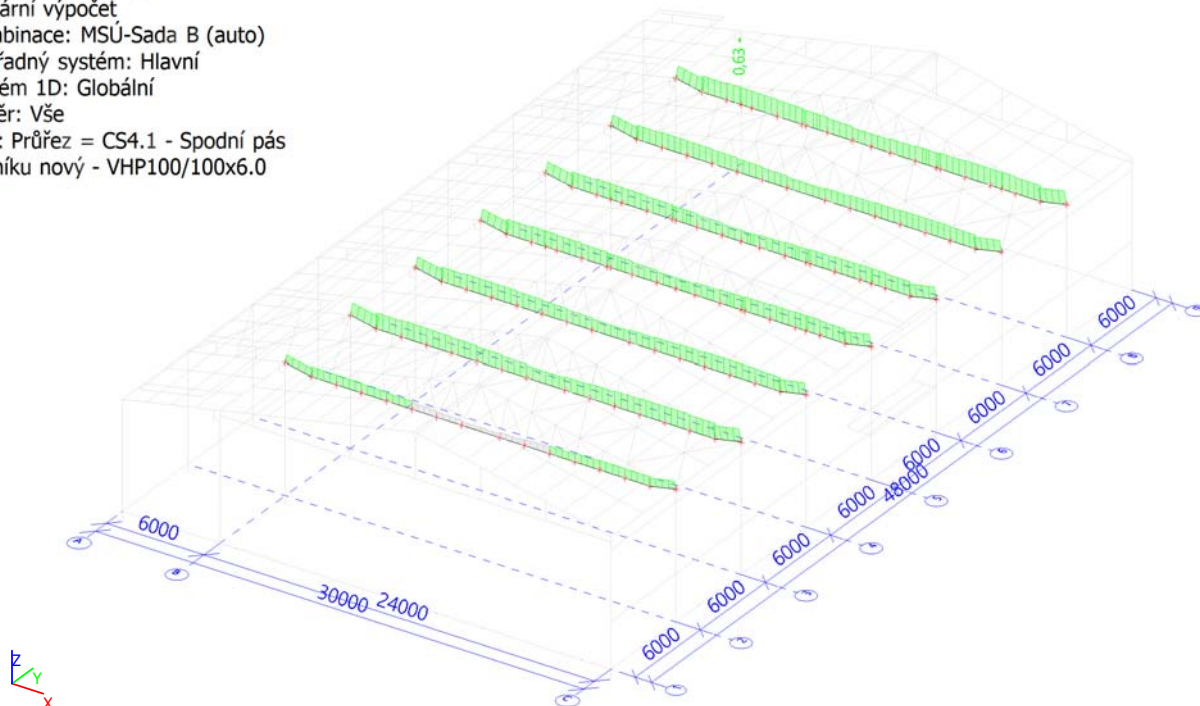 ární výpočet
binace: MSÚ-Sada B (auto)
řadný systém: Hlavní
ém 1D: Globální
ěr: Vše
: Průřez = CS4.1 - Spodní pás
níku nový - VHP100/100x6.0
0,63 -
6000
6000
6000
6000
6000
6000
48000
6000
6000
6000
6000
30000
24000
A
B
Z
Y
X